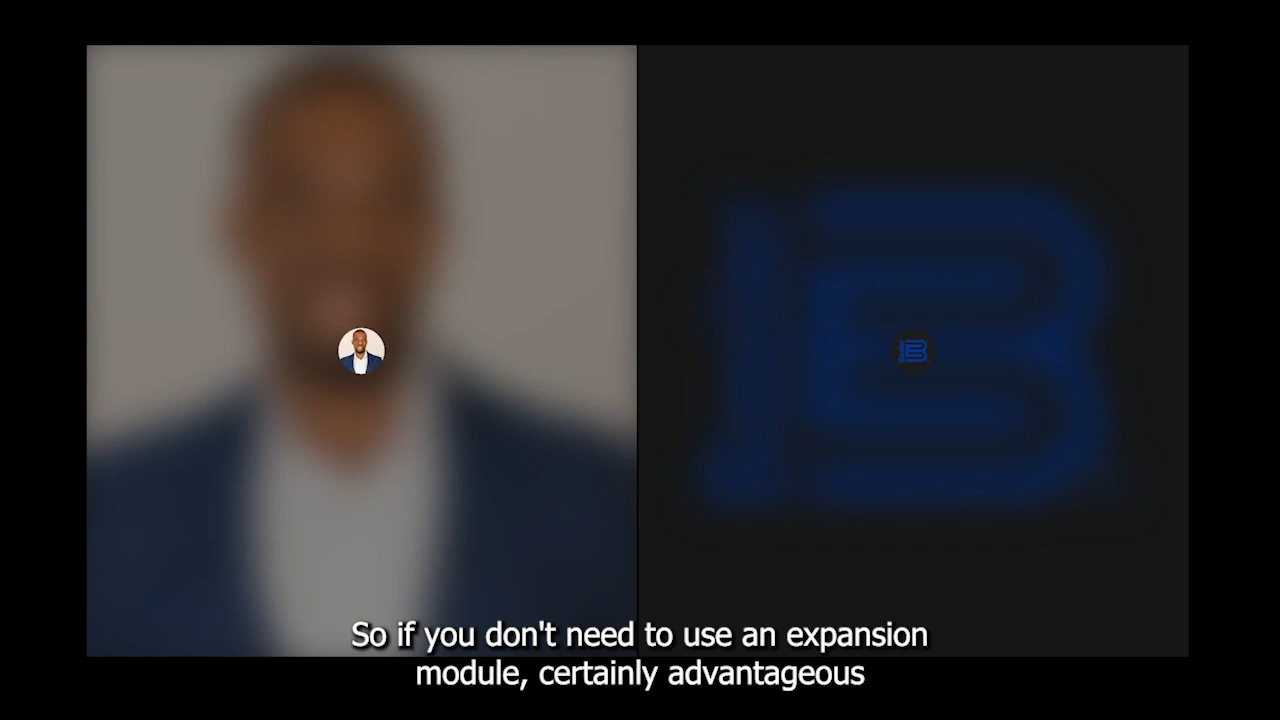 So if you don't need to use an expansion
module, certainly advantageous